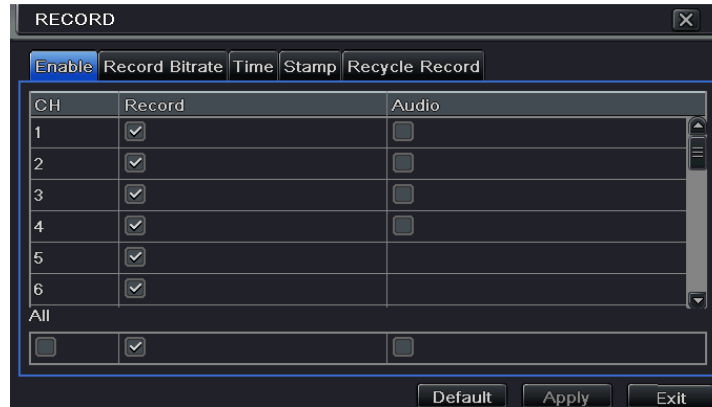 RECORD
Enable Record Bitrate Time Stamp Recycle Record
CH Record Audio
1
2
3
4
5
6
All
Default Apply Exit